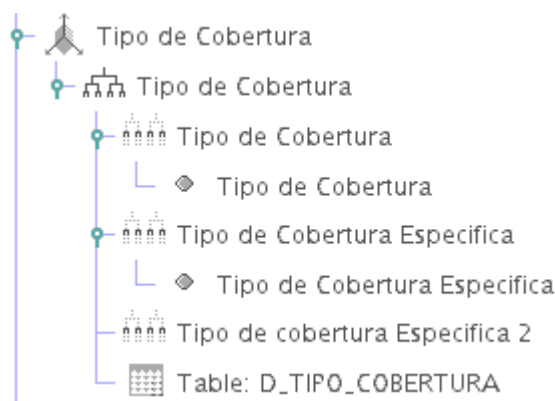 Tipo de Cobertura
Tipo de Cobertura
Tipo de Cobertura
Tipo de Cobertura
Tipo de Cobertura Especifica
Tipo de Cobertura Especifica
Tipo de cobertura Especifica 2
Table: D_TIPO_COBERTURA